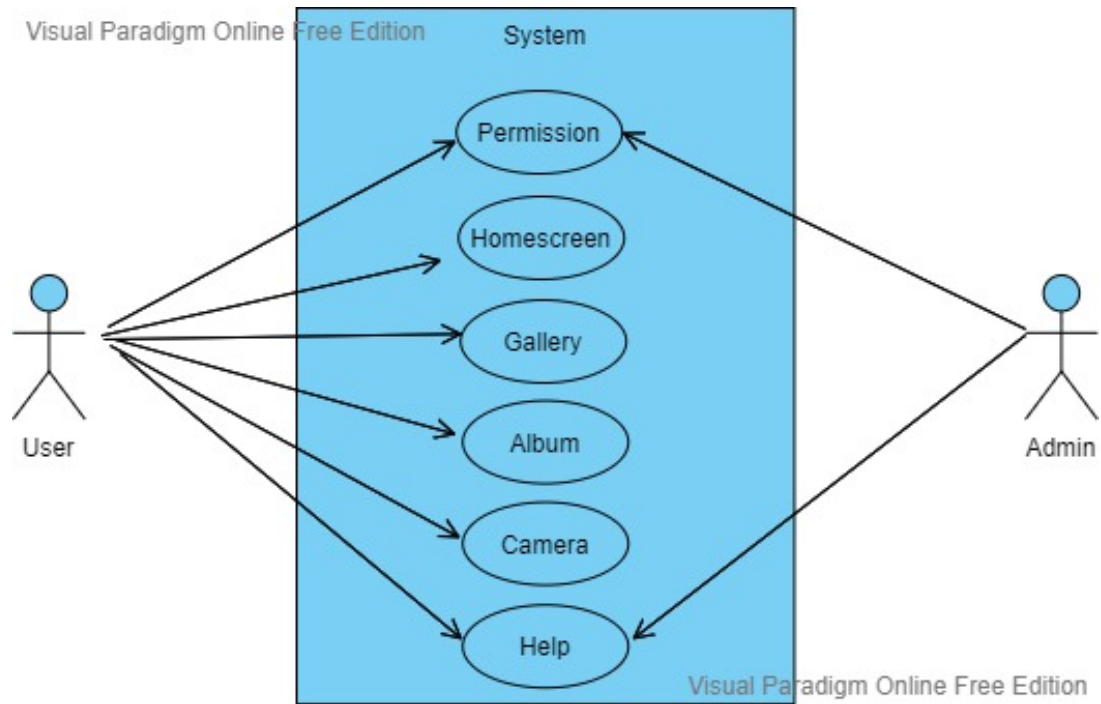 Visual Paradigm Online Free Edition
System
Permission
Homescreen
Gallery
User
Admin
Album
Camera
Help
Visual Paradigm Online Free Edition